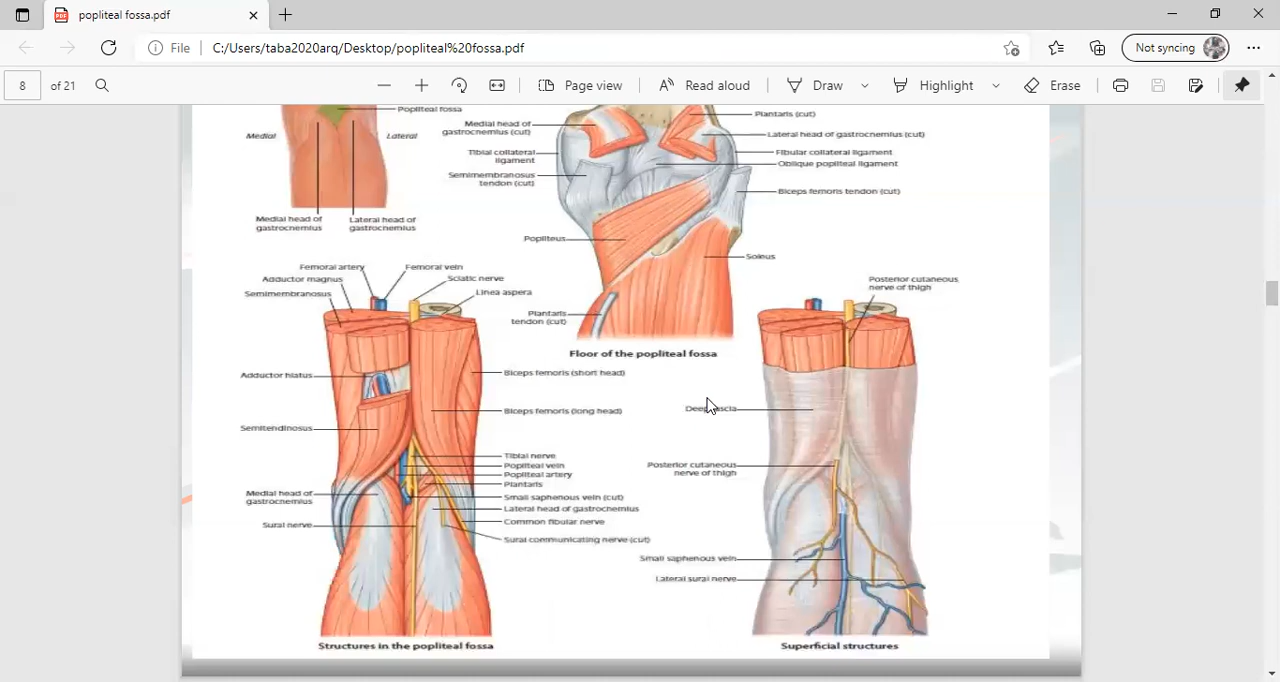 popliteal fossa.pdf
File
C:/Users/taba2020arq/Desktop/popliteal%20fossa.pdf
Not syncing
8
of 21
Page view
Read aloud
Draw
Highlight
Erase
Popliteal fossa
Medial
Lateral
Medial head of
gastrocnemius
Lateral head of
gastrocnemius
Medial head of
gastrocnemius (cut)
Tibial collateral
ligament
Semimembranosus
tendon (cut)
Popliteus
Plantaris
tendon (cut)
Plantaris (cut)
Lateral head of gastrocnemius (cut)
Fibular collateral ligament
Oblique popliteal ligament
Biceps femoris tendon (cut)
Soleus
Floor of the popliteal fossa
Femoral artery
Femoral vein
Adductor magnus
Sciatic nerve
Semimembranosus
Linea aspera
Adductor hiatus
Biceps femoris (short head)
Biceps femoris (long head)
Semitendinosus
Tibial nerve
Popliteal vein
Popliteal artery
Plantaris
Medial head of
gastrocnemius
Small saphenous vein (cut)
Lateral head of gastrocnemius
Common fibular nerve
Sural nerve
Sural communicating nerve (cut)
Structures in the popliteal fossa
Posterior cutaneous
nerve of thigh
Posterior cutaneous
nerve of thigh
Small saphenous vein
Lateral sural nerve
Superficial structures